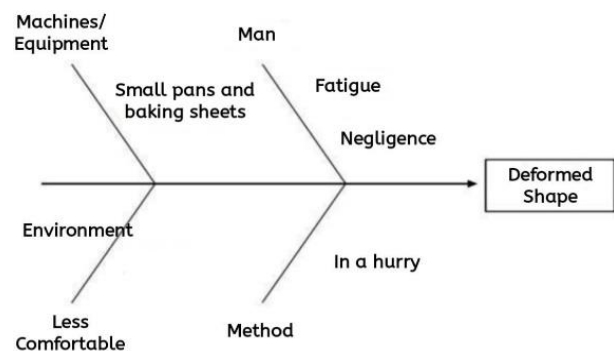 Machines/
Equipment
Man
Small pans and
baking sheets
Fatigue
Negligence
Deformed
Shape
Environment
In a hurry
Less
Comfortable
Method